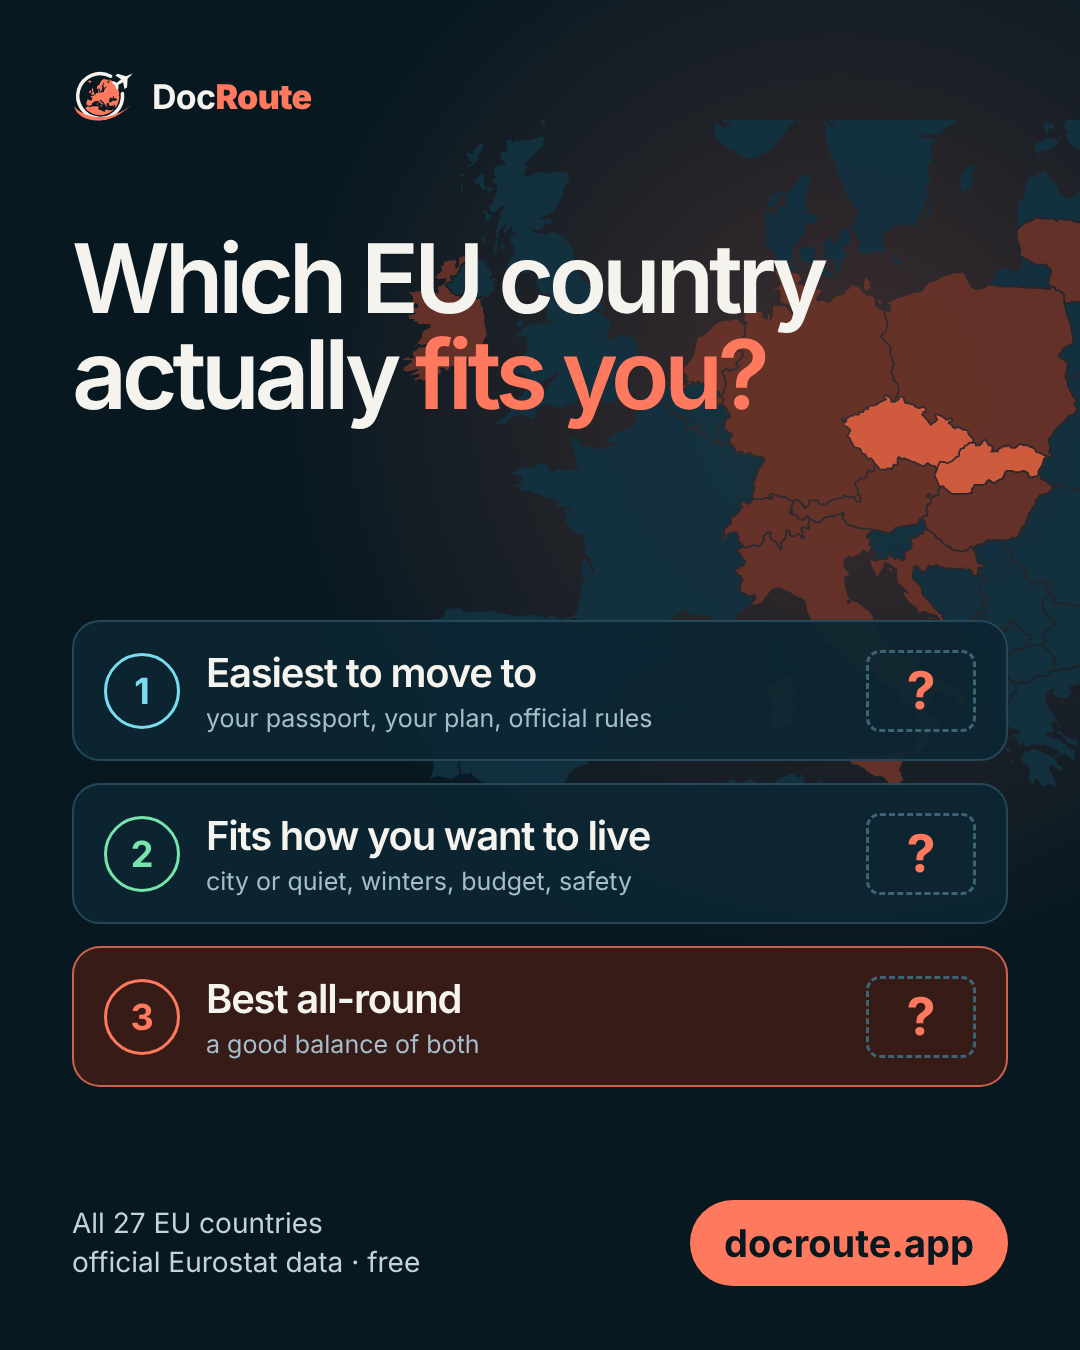 DocRoute
Which EU country
actually fits you?
1
Easiest to move to
your passport, your plan, official rules
?
2
Fits how you want to live
city or quiet, winters, budget, safety
?
3
Best all-round
a good balance of both
?
All 27 EU countries
official Eurostat data · free
docroute.app